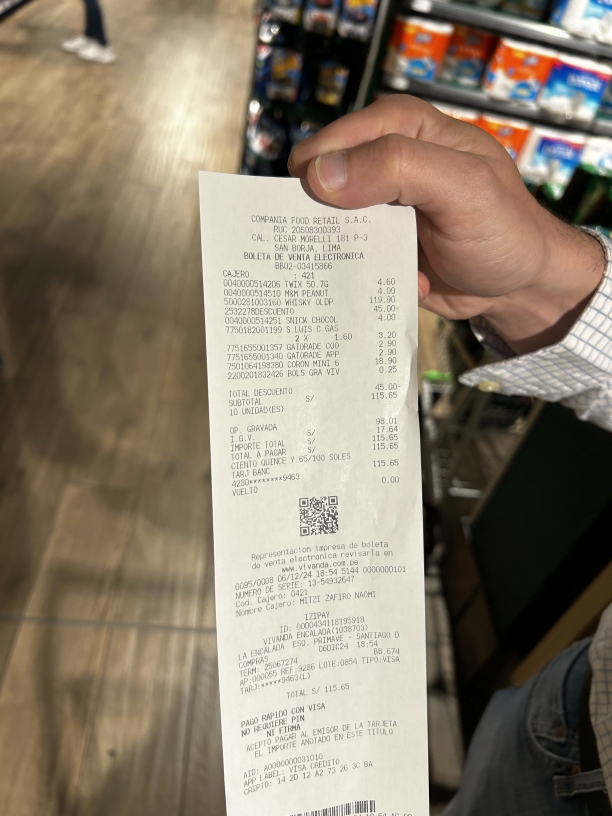 COMPANIA FOOD RETAIL S.A.C.
RUC 20608300393
CAL. CESAR MORELLI 181 P-3
SAN BORJA, LIMA
BOLETA DE VENTA ELECTRONICA
BB02-03415866
CAJERO : 421
0040000514206 TWIX 50.7G 4.60
0040000514510 M&M PEANUT 4.00
5000281003160 WHISKY OLDP 119.90
2532278DESCUENTO 45.00-
0040000514251 SNICK CHOCOL 4.00
7750182001199 S.LUIS C GAS
2 X 1.60 3.20
7751655001357 GATORADE COO 2.90
7751655001340 GATORADE APP 2.90
7501064198380 CORON MINI 6 18.90
2200201832426 BOLS GRA VIV 0.25
TOTAL DESCUENTO 45.00-
SUBTOTAL S/ 115.65
10 UNIDAD(ES)
OP. GRAVADA 98.01
I.G.V. S/ 17.64
IMPORTE TOTAL S/ 115.65
TOTAL A PAGAR S/ 115.65
CIENTO QUINCE Y 65/100 SOLES
TARJ BANC 115.65
4280********9463
VUELTO 0.00
Representacion impresa de boleta
de venta electronica revisarla en
www.vivanda.com.pe
0095/0008 06/12/24 18:54 5144 0000000101
NUMERO DE SERIE: 13-54932647
Cod. Cajero: 0421
Nombre Cajero: MITZI ZAFIRO NAOMI
IZIPAY
ID: 0000434118195918
VIVANDA ENCALADA(1038703)
LA ENCALADA ESQ. PRIMAVE - SANTIAGO D
COMPRAS 06DIC24 18:54
TERM: 25067274 B8.674
AP:000055 REF:9286 LOTE:0854 TIPO:VISA
TARJ:*****9463(L)
TOTAL S/ 115.65
PAGO RAPIDO CON VISA
NO REQUIERE PIN
NI FIRMA
ACEPTO PAGAR AL EMISOR DE LA TARJETA
EL IMPORTE ANOTADO EN ESTE TITULO
AID: A0000000031010
APP LABEL: VISA CREDITO
CRIPTO: 14 2D 12 A2 73 26 3C BA